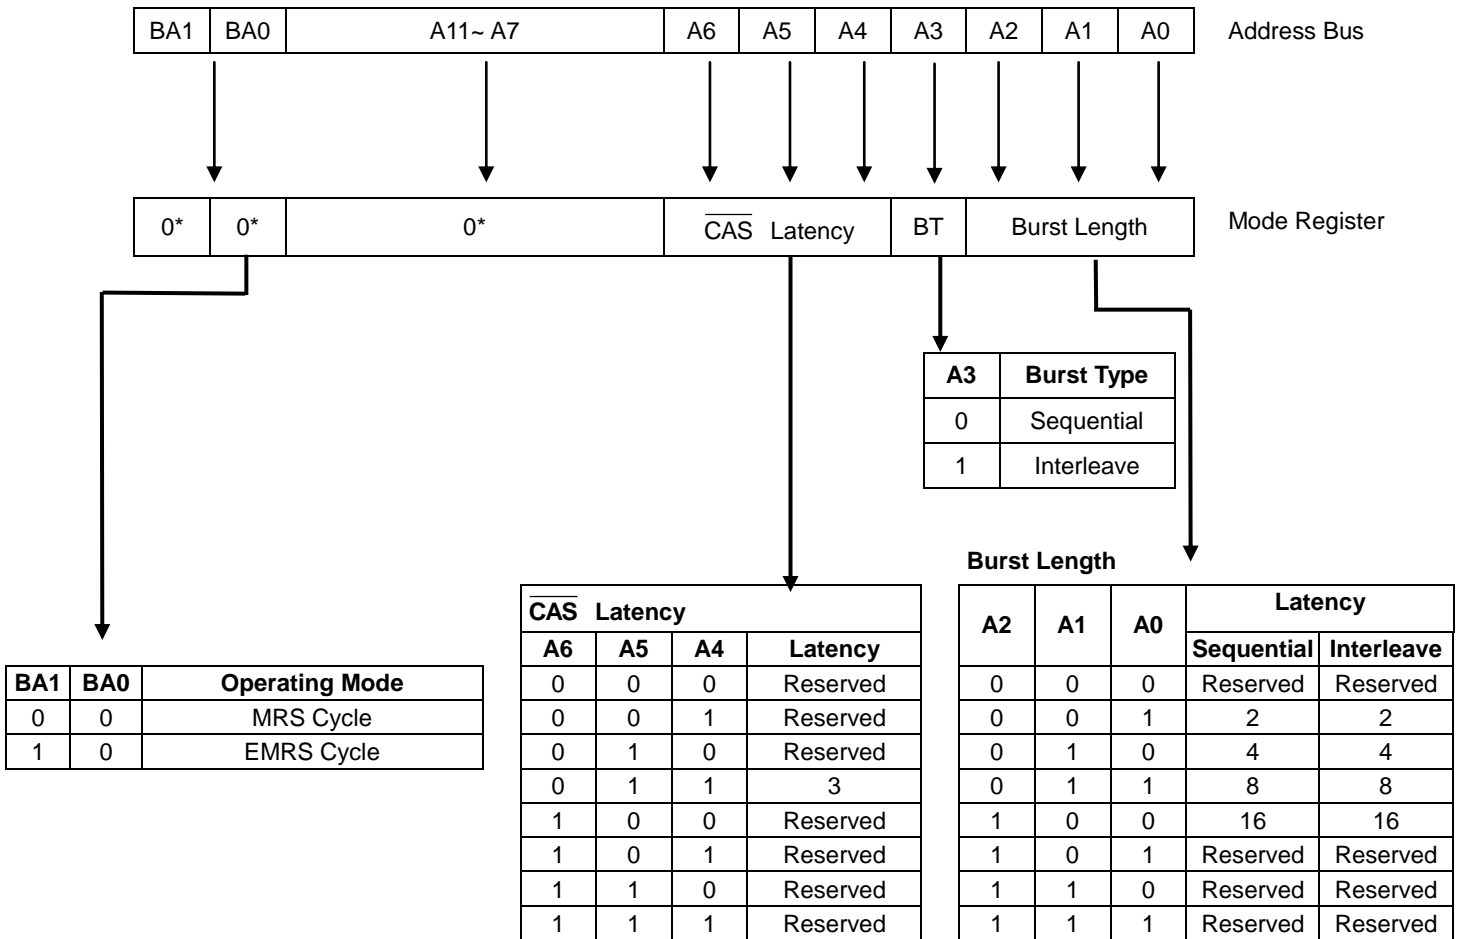 BA1 BA0 A11~ A7 A6 A5 A4 A3 A2 A1 A0 Address Bus
0* 0* 0* CAS Latency BT Burst Length Mode Register
A3 Burst Type
0 Sequential
1 Interleave
BA1 BA0 Operating Mode
0 0 MRS Cycle
1 0 EMRS Cycle
CAS Latency
A6 A5 A4 Latency
0 0 0 Reserved
0 0 1 Reserved
0 1 0 Reserved
0 1 1 3
1 0 0 Reserved
1 0 1 Reserved
1 1 0 Reserved
1 1 1 Reserved
Burst Length
A2 A1 A0 Latency
Sequential Interleave
0 0 0 Reserved Reserved
0 0 1 2 2
0 1 0 4 4
0 1 1 8 8
1 0 0 16 16
1 0 1 Reserved Reserved
1 1 0 Reserved Reserved
1 1 1 Reserved Reserved